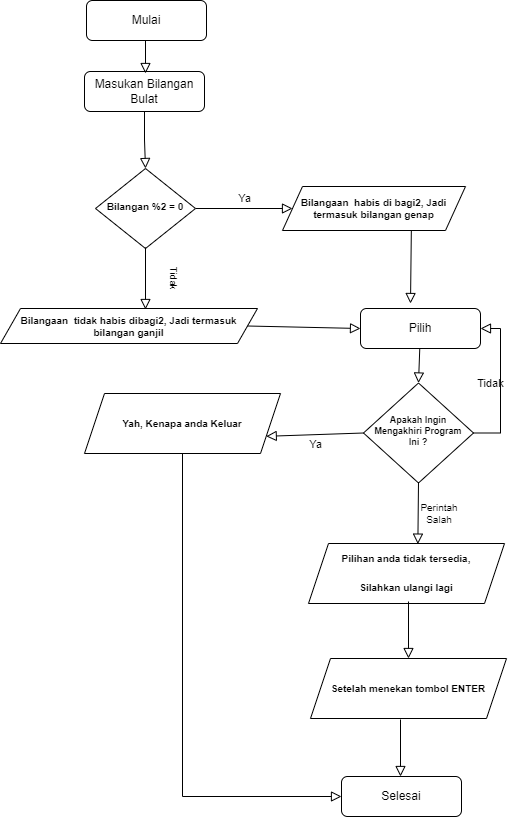 Mulai
Masukan Bilangan
Bulat
Bilangan %2 = 0
Ya
Bilangaan habis di bagi2, Jadi
termasuk bilangan genap
Tidak
Bilangaan tidak habis dibagi2, Jadi termasuk
bilangan ganjil
Pilih
Tidak
Apakah Ingin
Mengakhiri Program
Ini ?
Ya
Yah, Kenapa anda Keluar
Perintah
Salah
Pilihan anda tidak tersedia,
Silahkan ulangi lagi
Setelah menekan tombol ENTER
Selesai